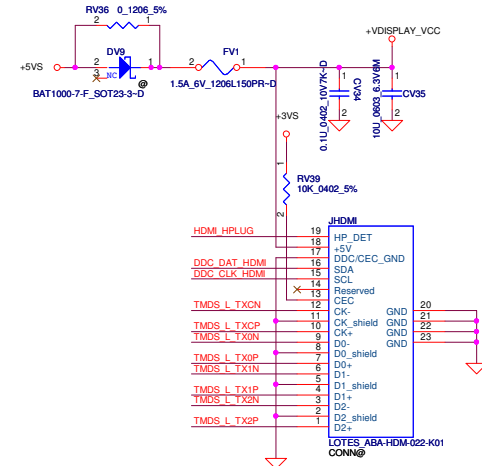 RV36 0_1206_5%
2 1
+5VS
DV9
2 1
3 NC
@
BAT1000-7-F_SOT23-3~D
FV1
2 1
1.5A_6V_1206L150PR~D
+VDISPLAY_VCC
1
2
CV34
0.1U_0402_10V7K~D
1
2
CV35
10U_0603_6.3V6M
+3VS
1
2
RV39
10K_0402_5%
JHDMI
HDMI_HPLUG 19 HP_DET
18 +5V
17 DDC/CEC_GND
DDC_DAT_HDMI 16 SDA
DDC_CLK_HDMI 15 SCL
14 Reserved
13 CEC
TMDS_L_TXCN 12 CK-
11 CK_shield
TMDS_L_TXCP 10 CK+
TMDS_L_TX0N 9 D0-
8 D0_shield
TMDS_L_TX0P 7 D0+
TMDS_L_TX1N 6 D1-
5 D1_shield
TMDS_L_TX1P 4 D1+
TMDS_L_TX2N 3 D2-
2 D2_shield
TMDS_L_TX2P 1 D2+
GND 20
GND 21
GND 22
GND 23
LOTES_ABA-HDM-022-K01
CONN@